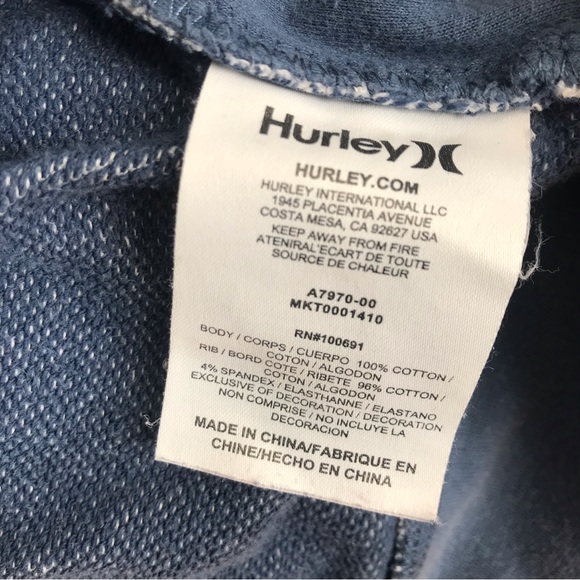 Hurley
HURLEY.COM
HURLEY INTERNATIONAL LLC
1945 PLACENTIA AVENUE
COSTA MESA, CA 92627 USA
KEEP AWAY FROM FIRE
ATENIRAL'ECART DE TOUTE
SOURCE DE CHALEUR
A7970-00
MKT0001410
RN#100691
BODY / CORPS / CUERPO 100% COTTON /
COTON / ALGODON
RIB / BORD COTE / RIBETE 96% COTTON /
COTON / ALGODON
4% SPANDEX / ELASTHANNE / ELASTANO
EXCLUSIVE OF DECORATION / DECORATION
NON COMPRISE / NO INCLUYE LA
DECORACION
MADE IN CHINA/FABRIQUE EN
CHINE/HECHO EN CHINA